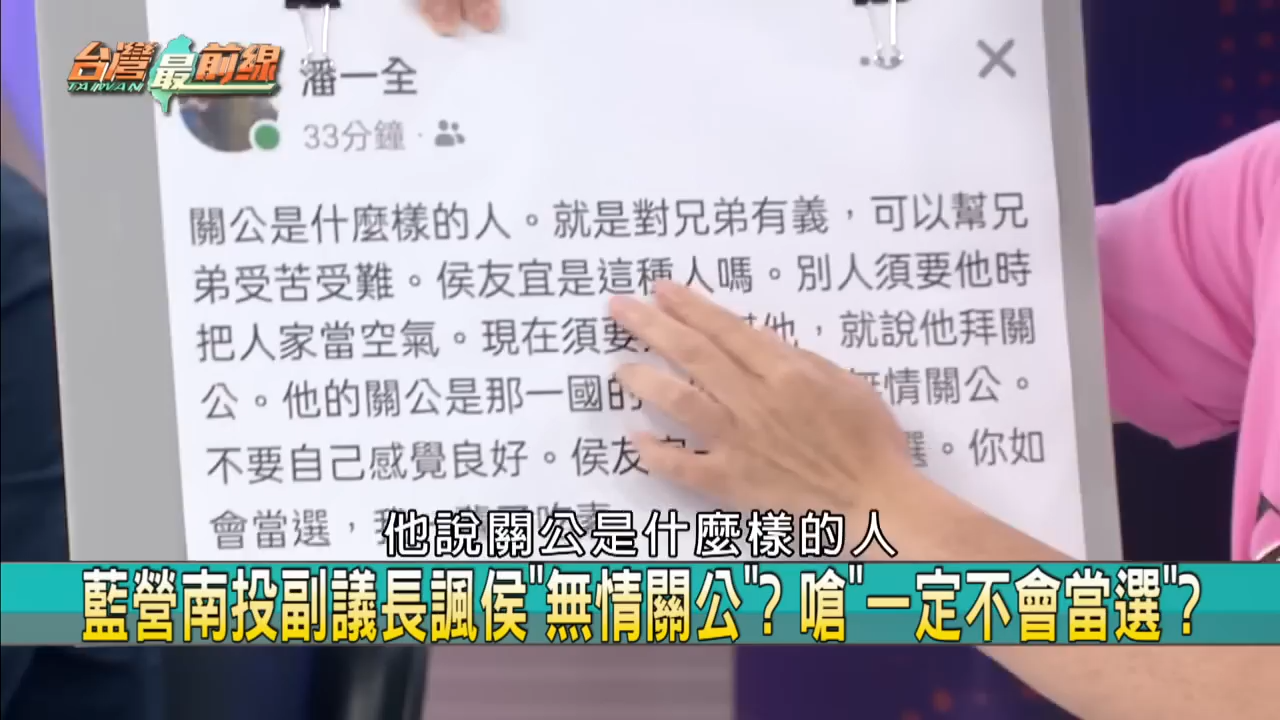 台灣最前線
TAIWAN
潘一全
33分鐘
關公是什麼樣的人。就是對兄弟有義，可以幫兄
弟受苦受難。侯友宜是這種人嗎。別人須要他時
把人家當空氣。現在須要 他，就說他拜關
公。他的關公是那一國的 無情關公。
不要自己感覺良好。侯友宜 選。你如
會當選，我
他說關公是什麼樣的人
藍營南投副議長諷侯"無情關公"？嗆"一定不會當選"？